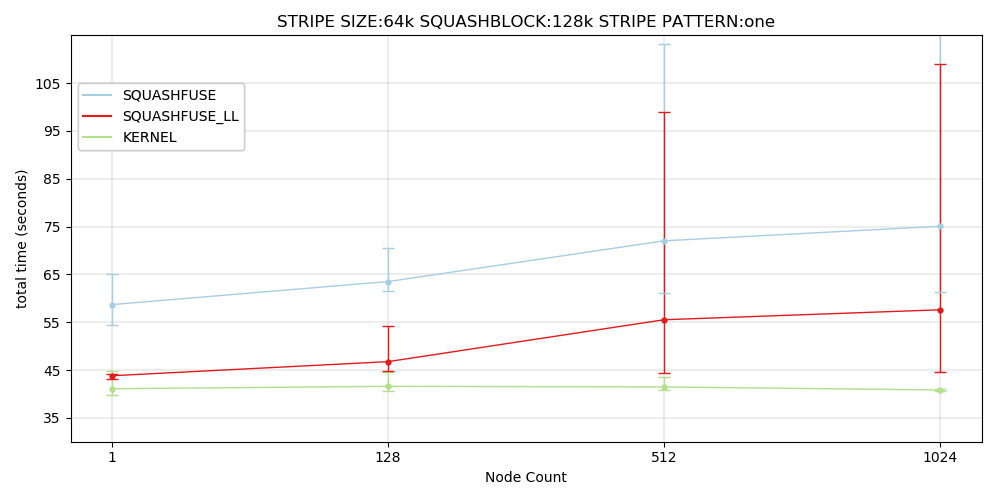 STRIPE SIZE:64k SQUASHBLOCK:128k STRIPE PATTERN:one
105
95
85
75
65
55
45
35
total time (seconds)
SQUASHFUSE
SQUASHFUSE_LL
KERNEL
1
128
512
1024
Node Count